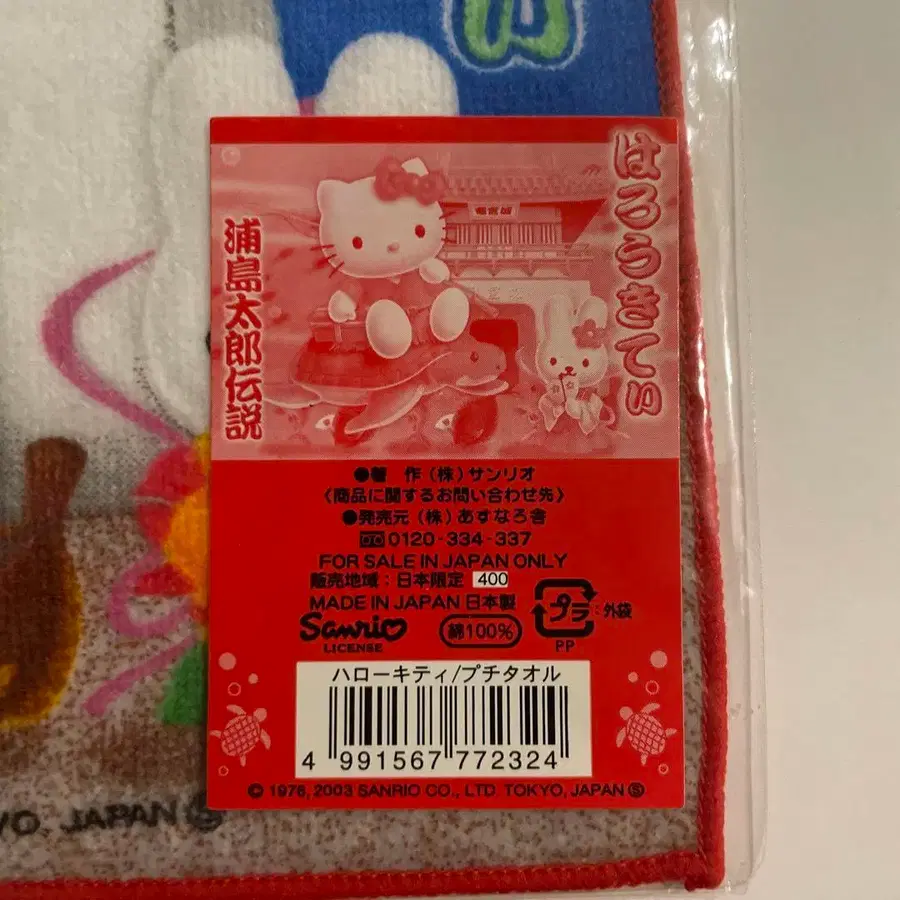 はろうきてぃ
浦島太郎伝説
龍宮城
●著 作(株)サンリオ
〈商品に関するお問い合わせ先〉
●発売元(株)あすなろ舎
0120-334-337
FOR SALE IN JAPAN ONLY
販売地域:日本限定 400
MADE IN JAPAN 日本製
Sanrio
LICENSE
綿100%
プラ:外袋
PP
ハローキティ/プチタオル
4 991567 772324
© 1976, 2003 SANRIO CO., LTD. TOKYO, JAPAN Ⓢ
YO, JAPAN Ⓢ